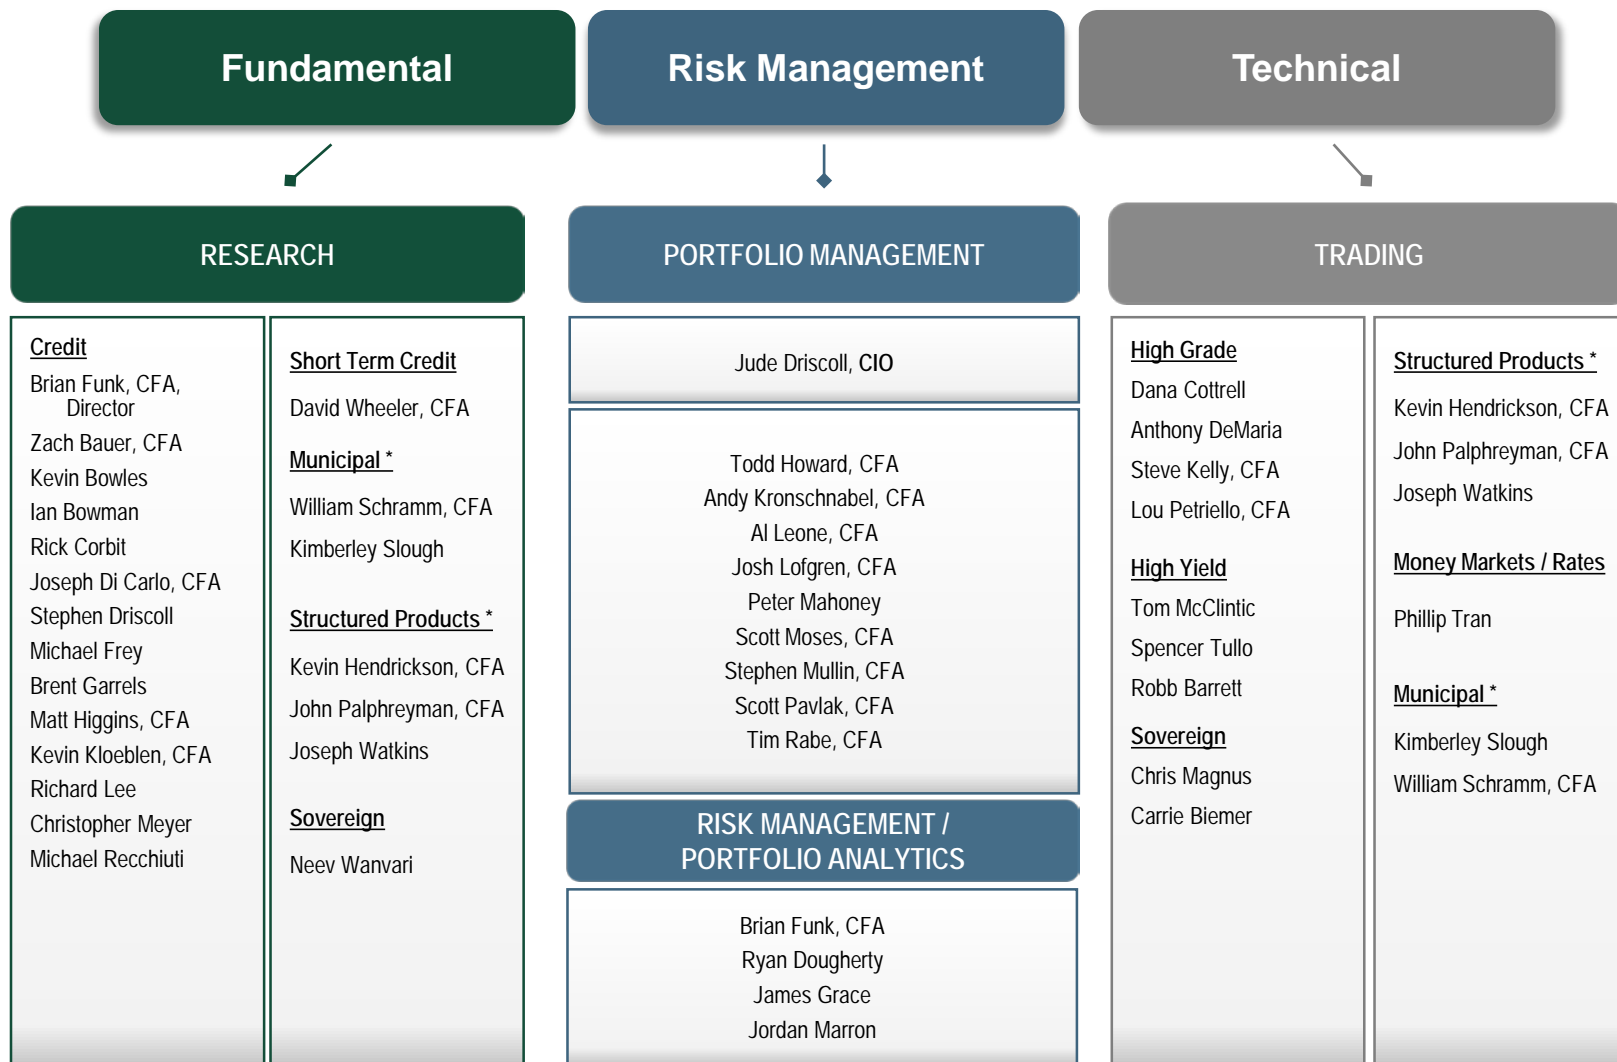 Fundamental
Risk Management
Technical
RESEARCH
PORTFOLIO MANAGEMENT
TRADING
Credit
Brian Funk, CFA,
Director
Zach Bauer, CFA
Kevin Bowles
Ian Bowman
Rick Corbit
Joseph Di Carlo, CFA
Stephen Driscoll
Michael Frey
Brent Garrels
Matt Higgins, CFA
Kevin Kloeblen, CFA
Richard Lee
Christopher Meyer
Michael Recchiuti
Short Term Credit
David Wheeler, CFA
Municipal *
William Schramm, CFA
Kimberley Slough
Structured Products *
Kevin Hendrickson, CFA
John Palphreyman, CFA
Joseph Watkins
Sovereign
Neev Wanvari
Jude Driscoll, CIO
Todd Howard, CFA
Andy Kronschnabel, CFA
Al Leone, CFA
Josh Lofgren, CFA
Peter Mahoney
Scott Moses, CFA
Stephen Mullin, CFA
Scott Pavlak, CFA
Tim Rabe, CFA
RISK MANAGEMENT /
PORTFOLIO ANALYTICS
Brian Funk, CFA
Ryan Dougherty
James Grace
Jordan Marron
High Grade
Dana Cottrell
Anthony DeMaria
Steve Kelly, CFA
Lou Petriello, CFA
High Yield
Tom McClintic
Spencer Tullo
Robb Barrett
Sovereign
Chris Magnus
Carrie Biemer
Structured Products *
Kevin Hendrickson, CFA
John Palphreyman, CFA
Joseph Watkins
Money Markets / Rates
Phillip Tran
Municipal *
Kimberley Slough
William Schramm, CFA